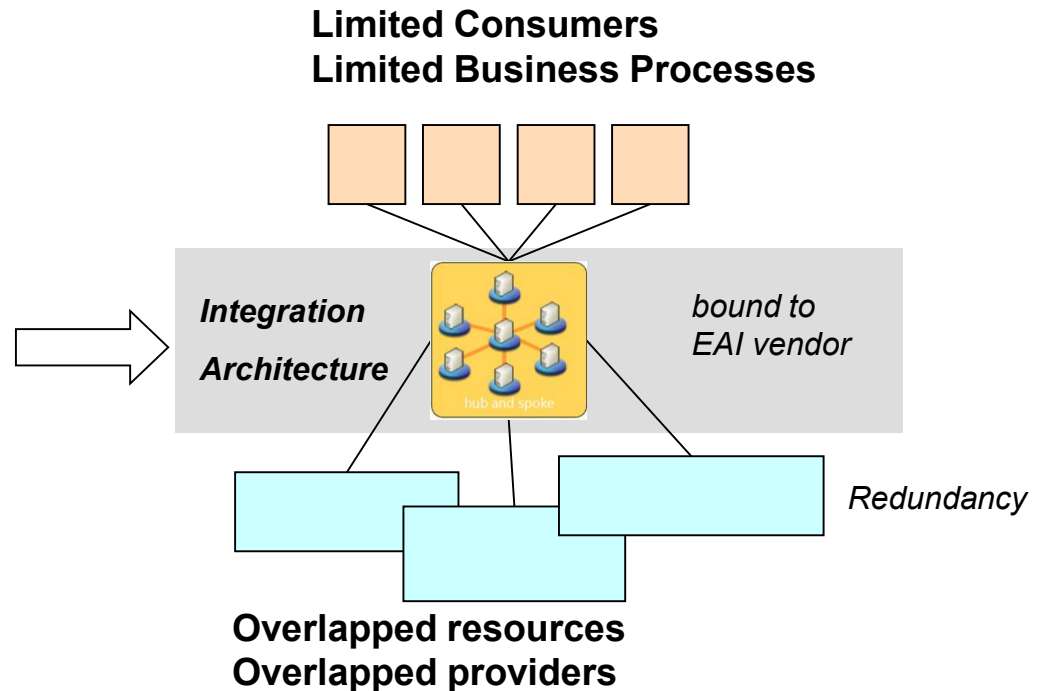 Limited Consumers
Limited Business Processes
Integration
Architecture
hub and spoke
bound to
EAI vendor
Redundancy
Overlapped resources
Overlapped providers